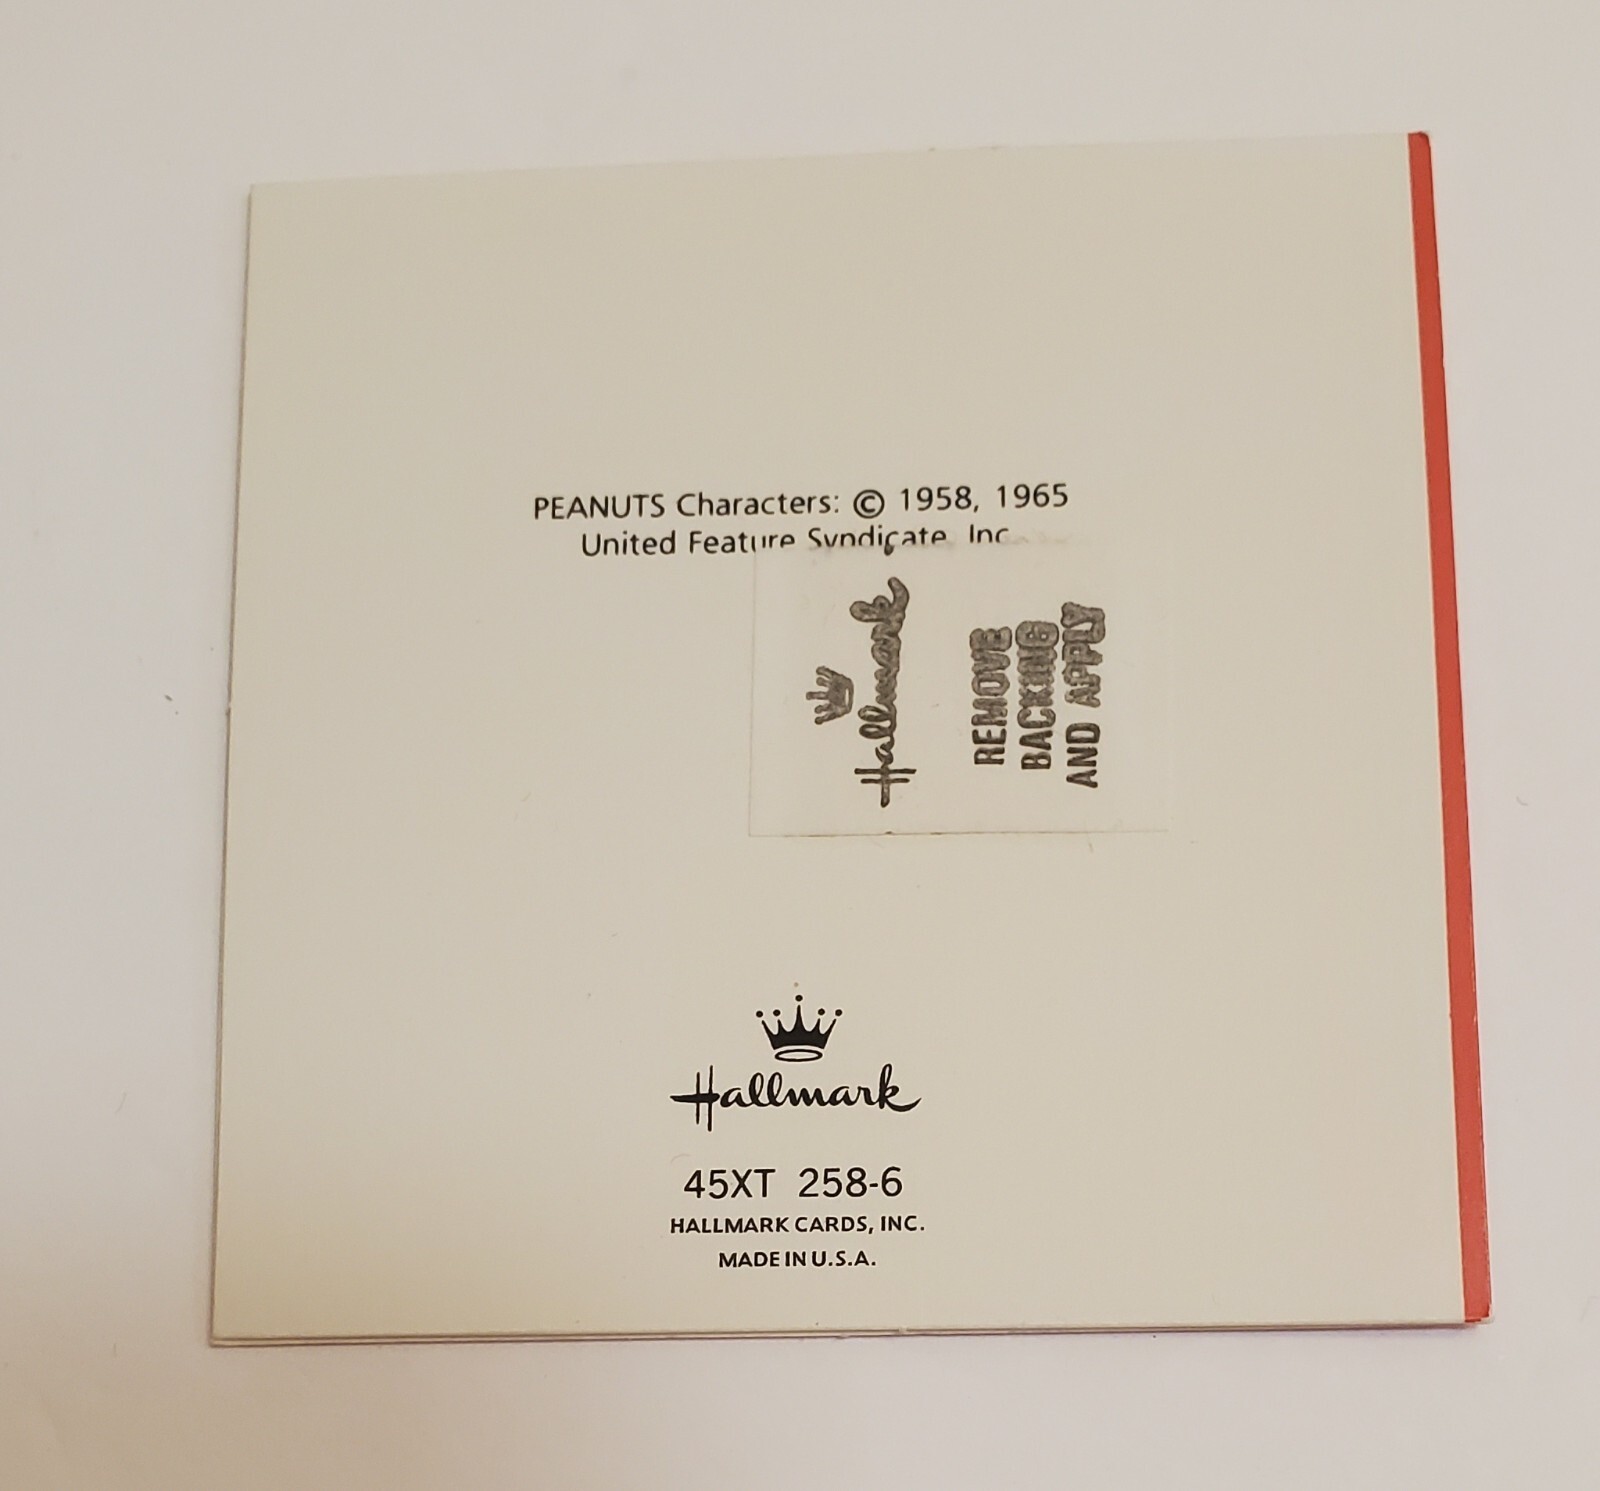 PEANUTS Characters: © 1958, 1965
United Feature Syndicate, Inc.
Hallmark
REMOVE
BACKING
AND APPLY
Hallmark
45XT 258-6
HALLMARK CARDS, INC.
MADE IN U.S.A.